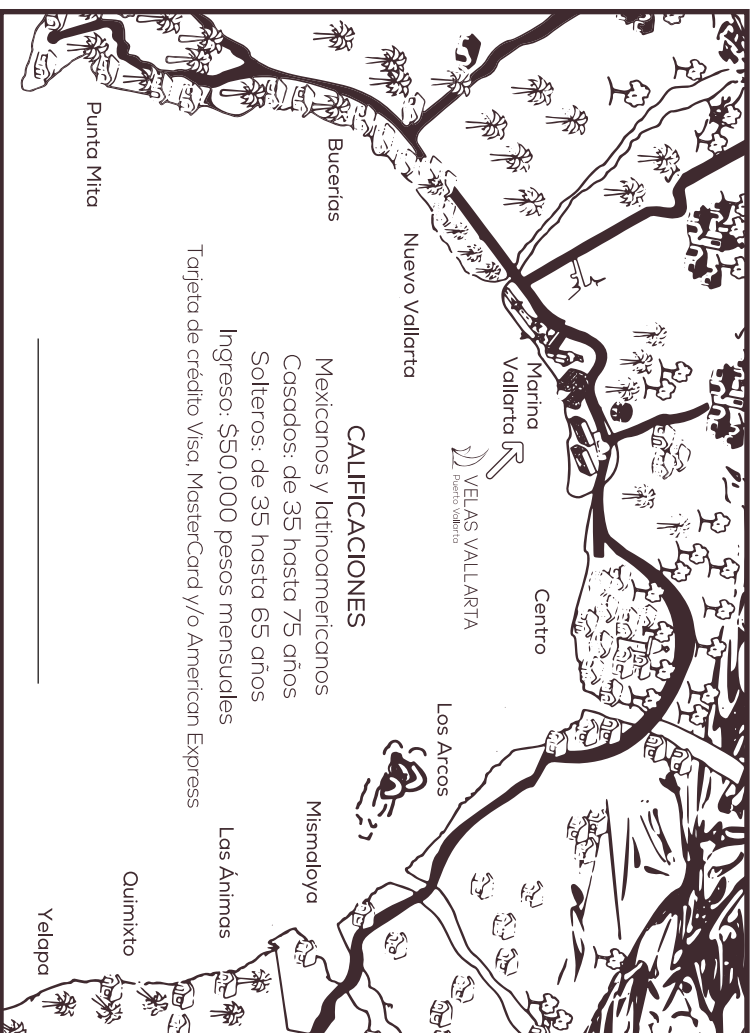 Punta Mita
Bucerias
Nuevo Vallarta
Marina
Vallarta
VELAS VALLARTA
Puerto Vallarta
Centro
Los Arcos
Mismaloya
Las Ánimas
Quimixto
Yelapa
CALIFICACIONES
Mexicanos y latinoamericanos
Casados: de 35 hasta 75 años
Solteros: de 35 hasta 65 años
Ingreso: $50,000 pesos mensuales
Tarjeta de crédito Visa, MasterCard y/o American Express